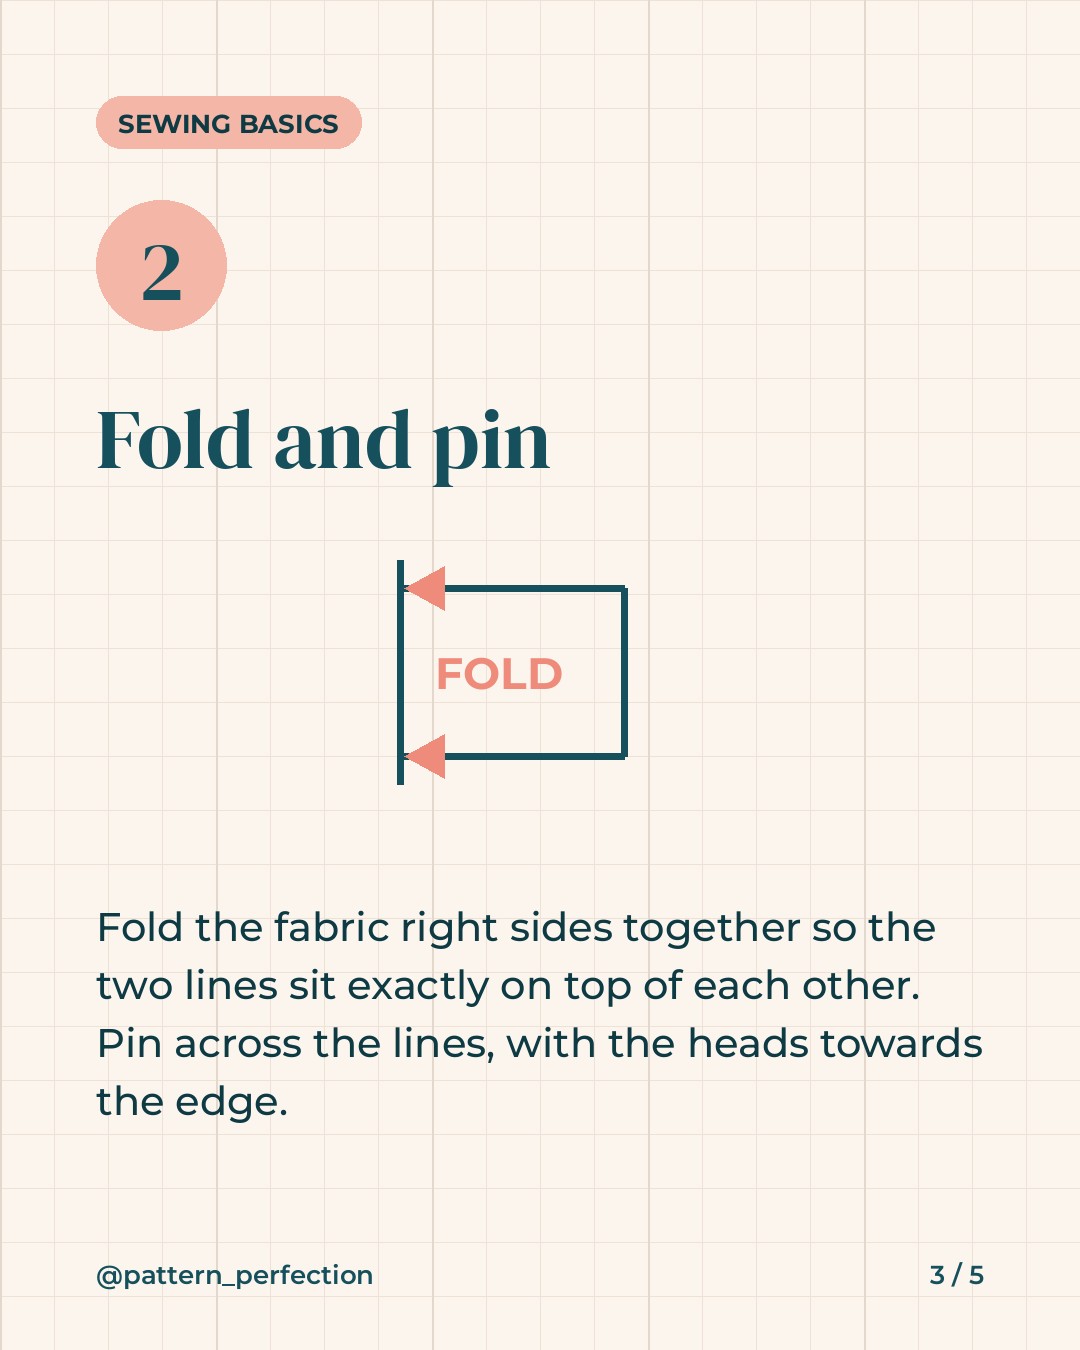 SEWING BASICS
2
Fold and pin
FOLD
Fold the fabric right sides together so the
two lines sit exactly on top of each other.
Pin across the lines, with the heads towards
the edge.
@pattern_perfection
3 / 5